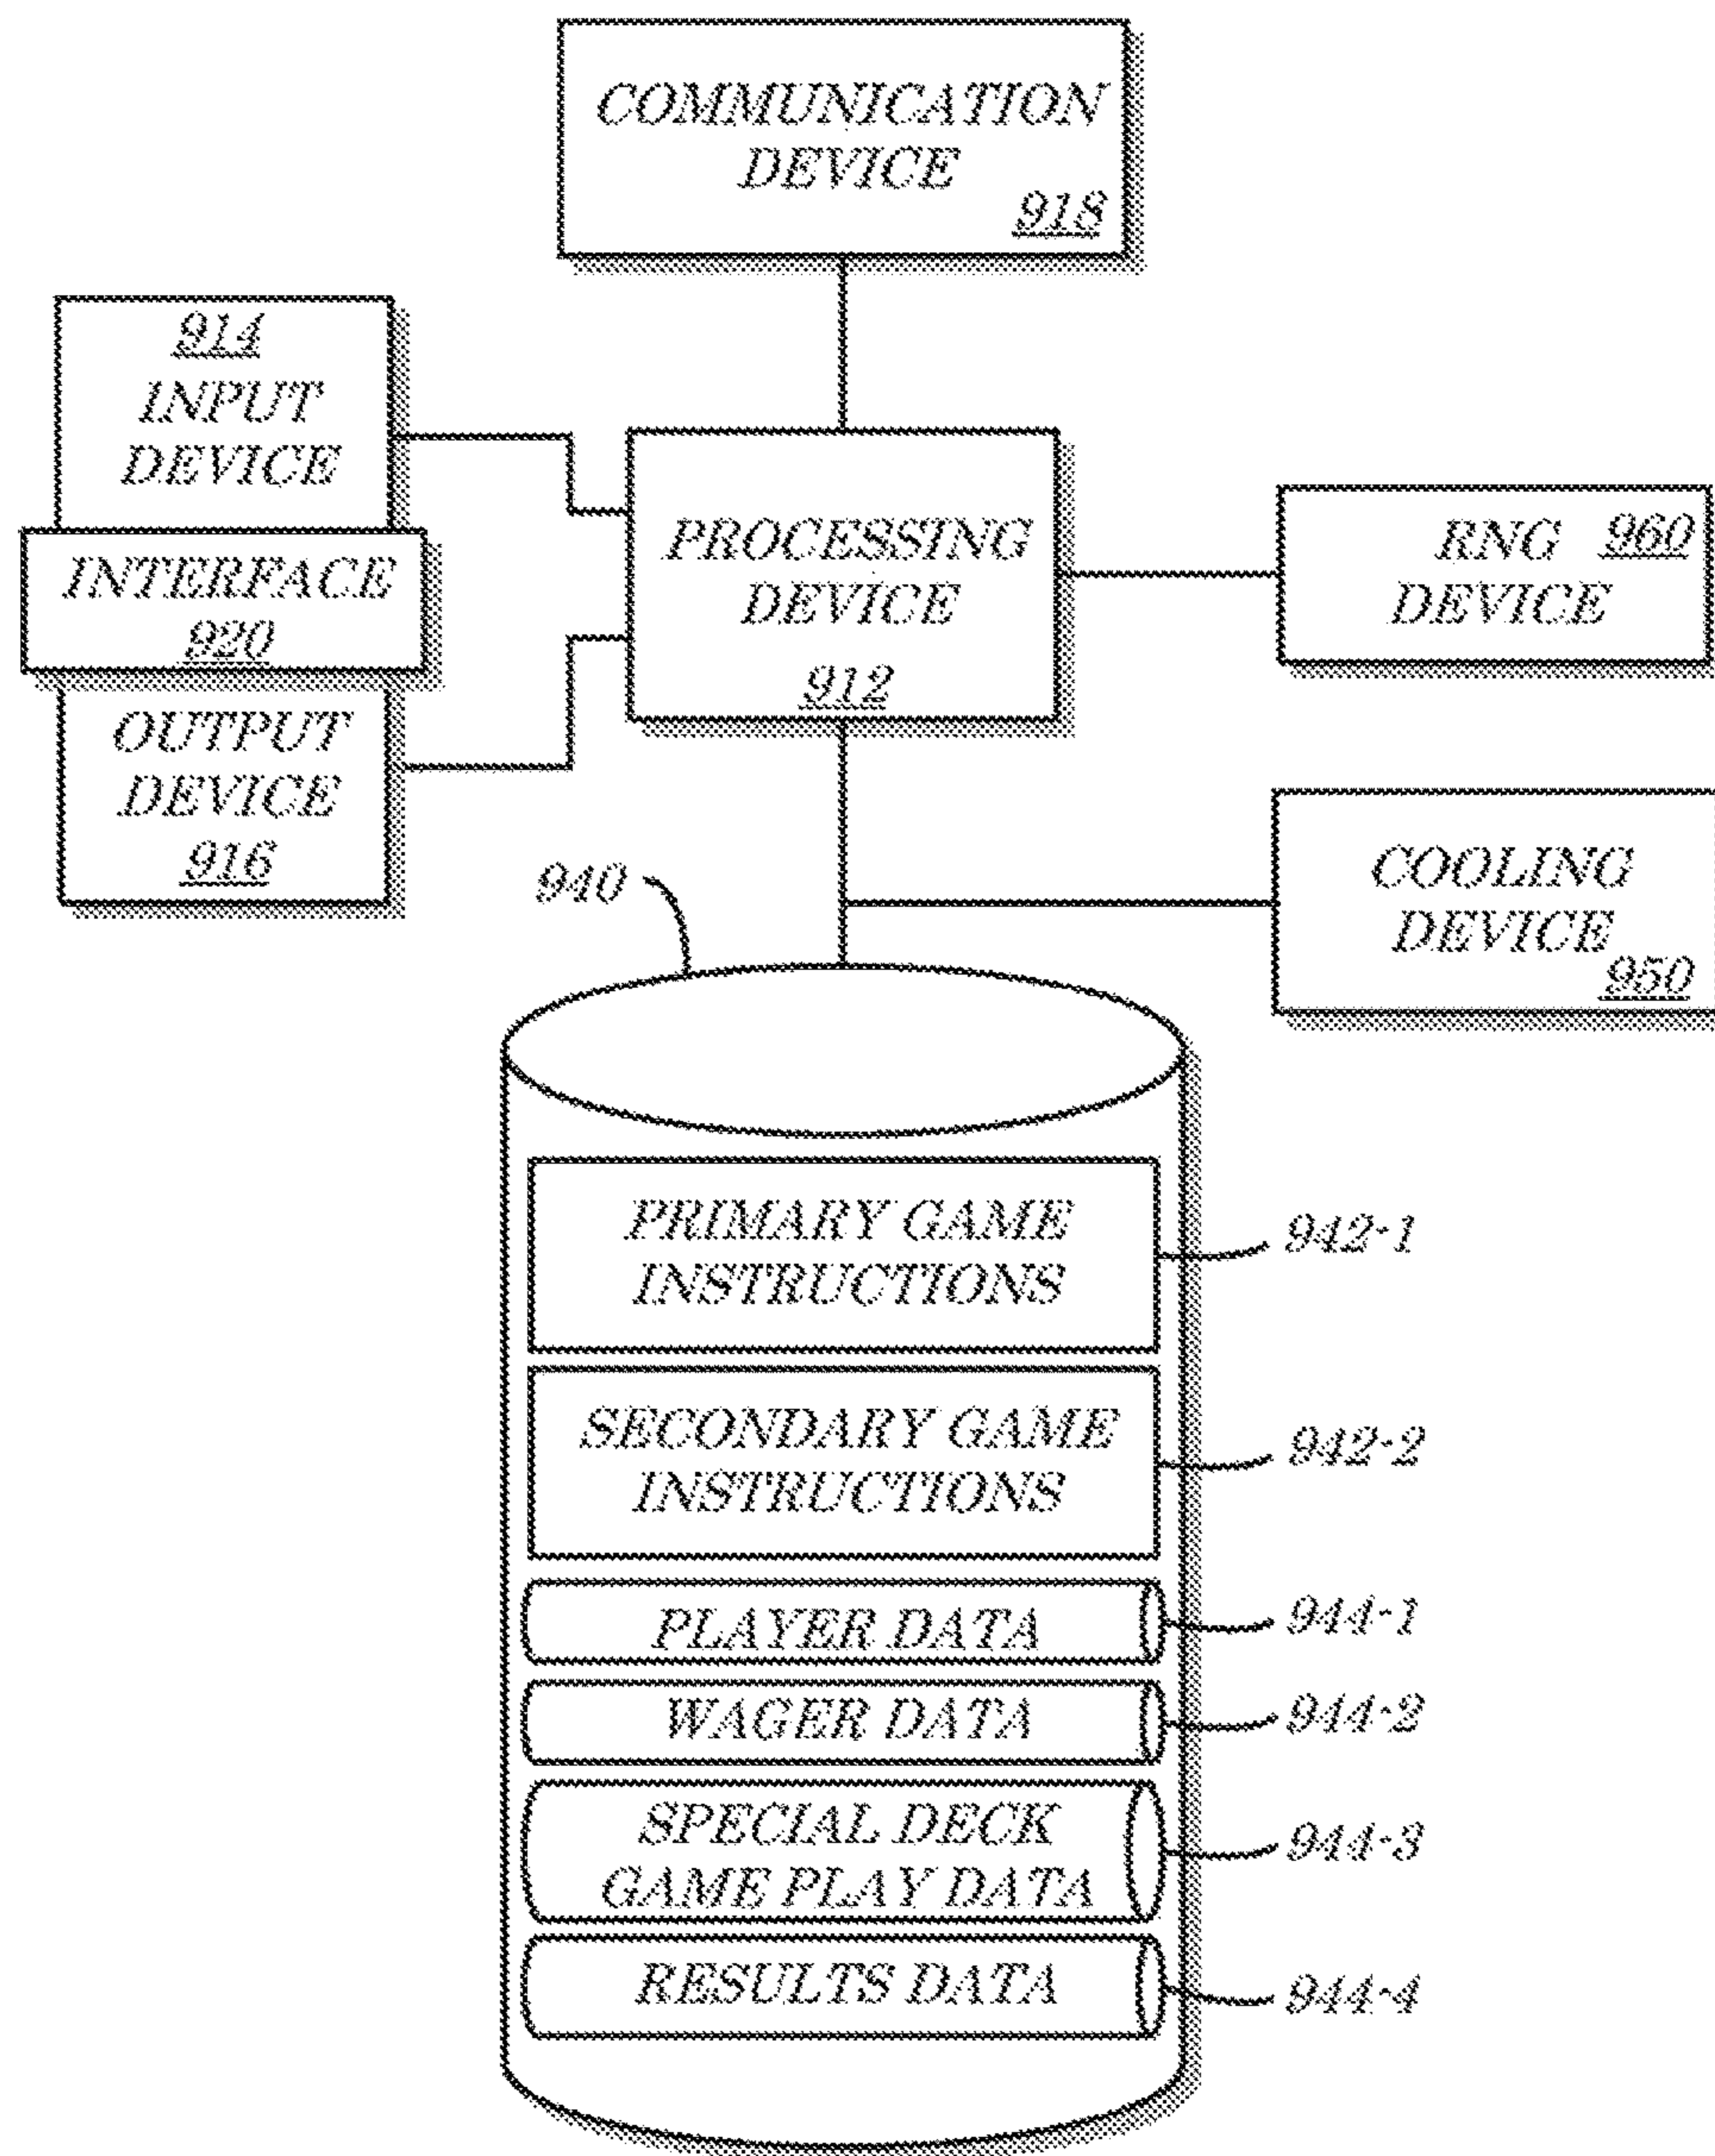 COMMUNICATION
DEVICE
918
914
INPUT
DEVICE
INTERFACE
920
OUTPUT
DEVICE
916
PROCESSING
DEVICE
912
RNG 960
DEVICE
COOLING
DEVICE
950
940
PRIMARY GAME
INSTRUCTIONS
942-1
SECONDARY GAME
INSTRUCTIONS
942-2
PLAYER DATA
944-1
WAGER DATA
944-2
SPECIAL DECK
GAME PLAY DATA
944-3
RESULTS DATA
944-4